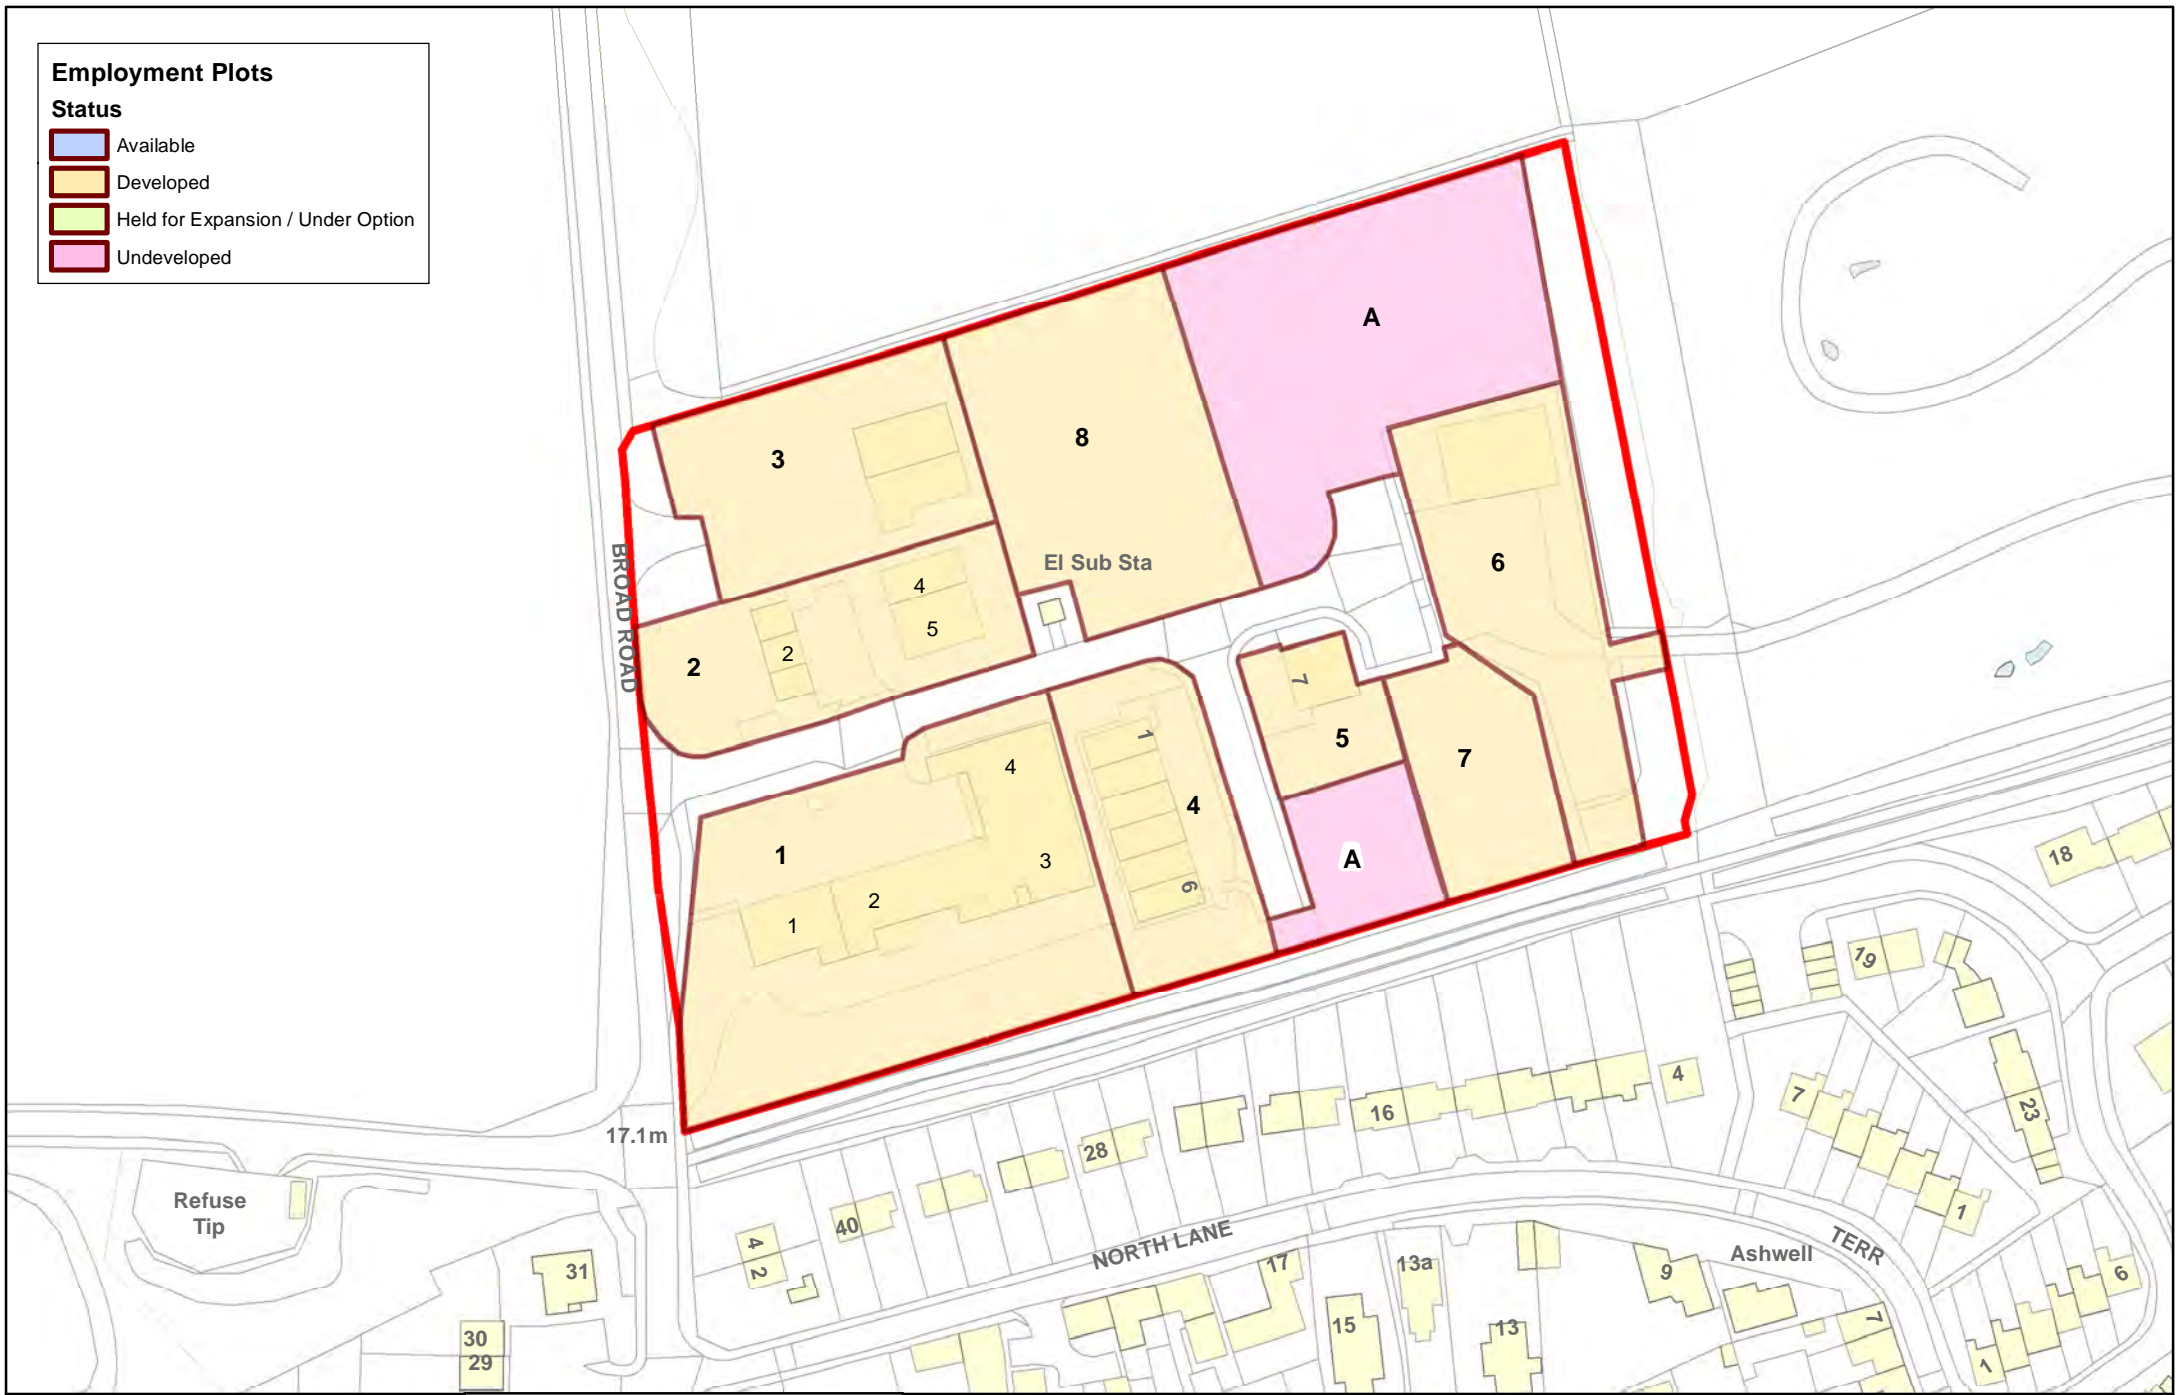 Employment Plots
Status
Available
Developed
Held for Expansion / Under Option
Undeveloped
A
3
8
6
El Sub Sta
4
5
2
2
BROAD ROAD
7
5
7
1
4
4
3
1
2
1
6
A
18
19
23
7
1
4
16
28
40
4
2
17.1m
Refuse
Tip
31
30
29
NORTH LANE
TERR
Ashwell
17
13a
15
13
9
7
6
1